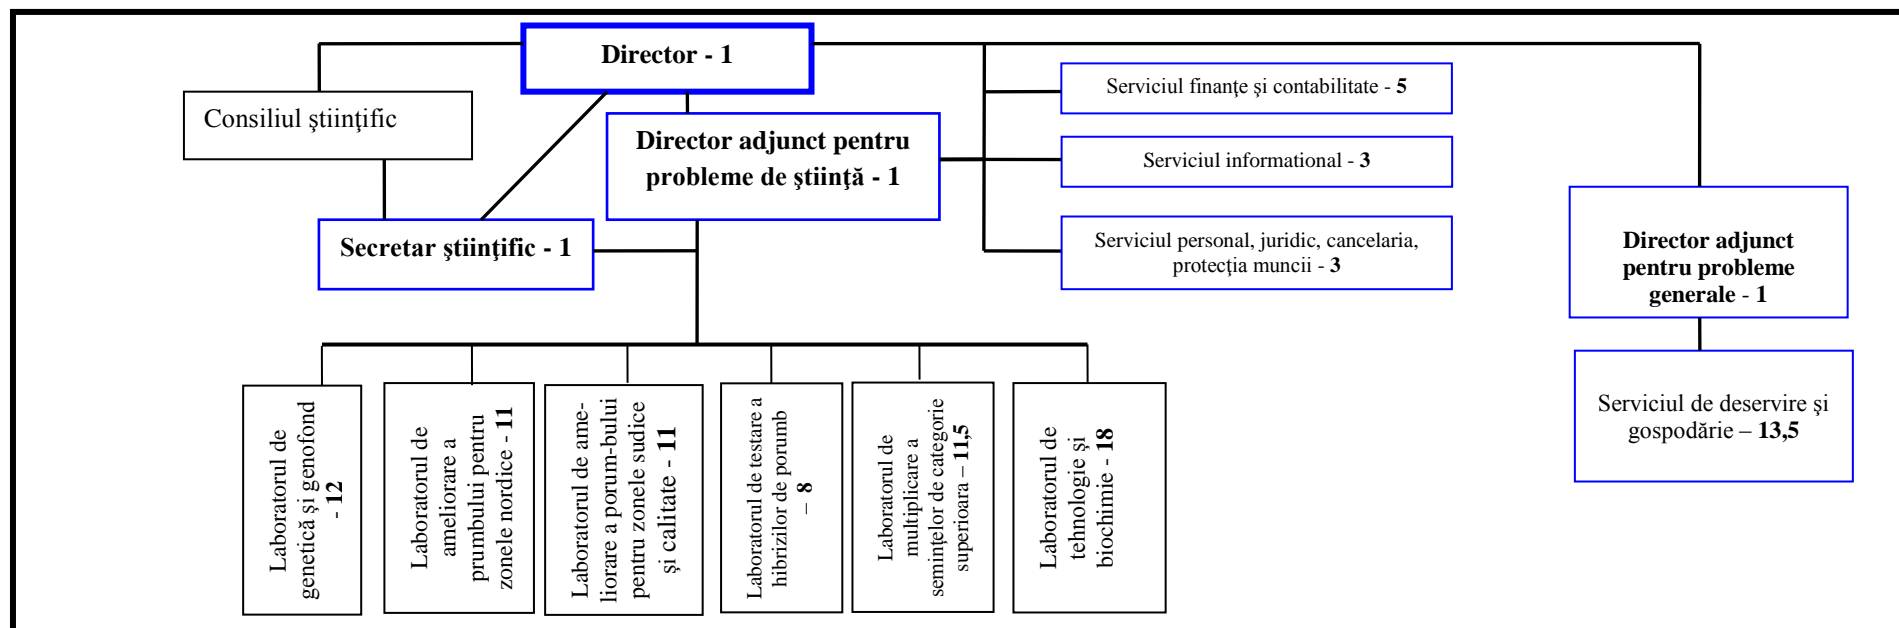 Director - 1
Consiliul ştiinţific
Director adjunct pentru
probleme de ştiinţă - 1
Secretar ştiinţific - 1
Serviciul finanţe şi contabilitate - 5
Serviciul informational - 3
Serviciul personal, juridic, cancelaria,
protecţia muncii - 3
Director adjunct
pentru probleme
generale - 1
Serviciul de deservire şi
gospodărie – 13,5
Laboratorul de
genetică şi genofond
- 12
Laboratorul de
ameliorare a
prumbului pentru
zonele nordice - 11
Laboratorul de ame-
liorare a porum-bului
pentru zonele sudice
şi calitate - 11
Laboratorul de testare a
hibrizilor de porumb
– 8
Laboratorul de
multiplicare a
seminţelor de categorie
superioara – 11,5
Laboratorul de
tehnologie şi
biochimie - 18